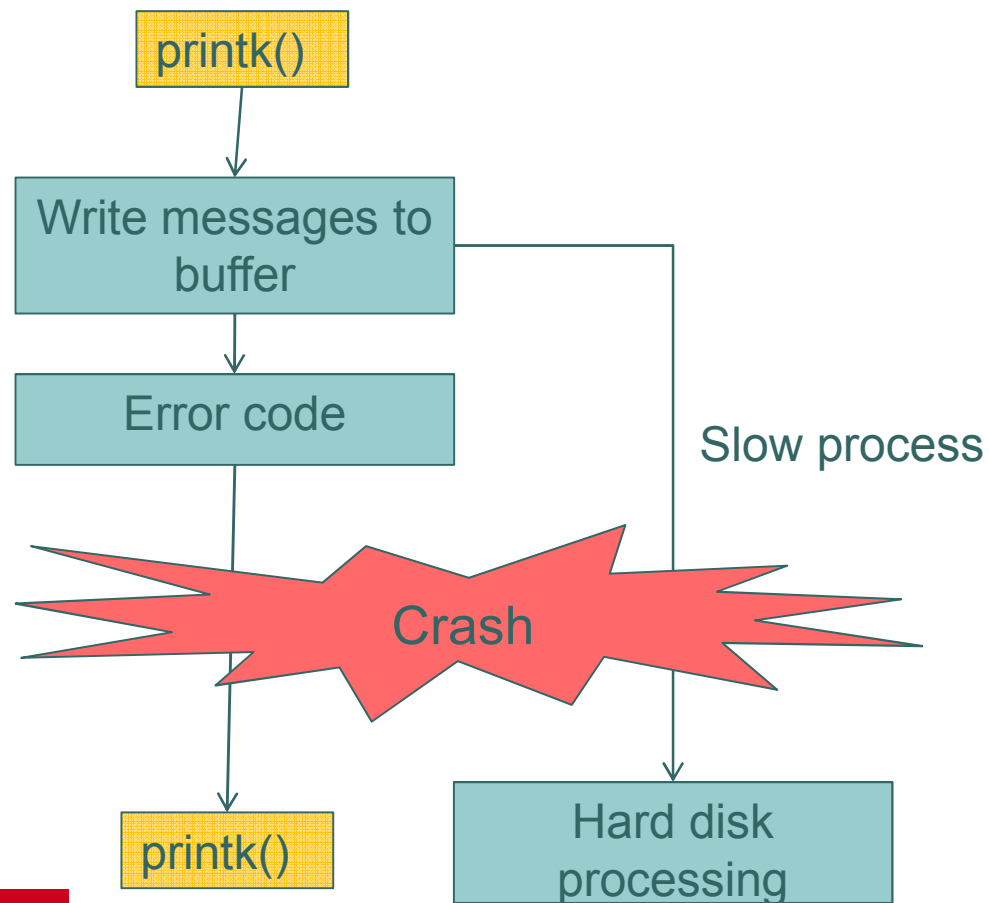 printk()
Write messages to
buffer
Error code
Slow process
Crash
printk()
Hard disk
processing